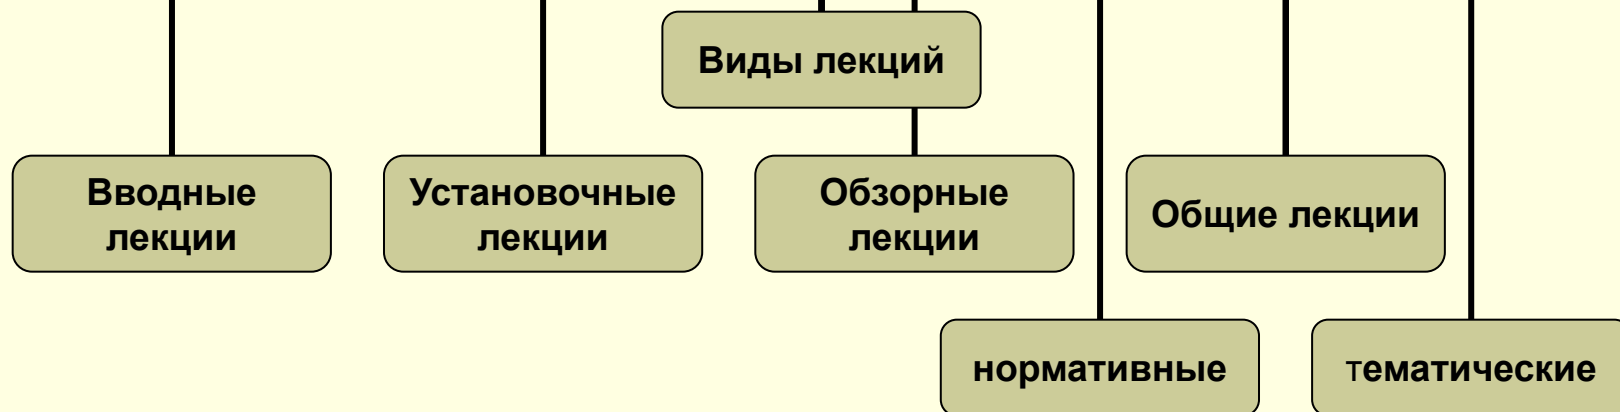 Виды лекций
Вводные
лекции
Установочные
лекции
Обзорные
лекции
Общие лекции
нормативные
тематические